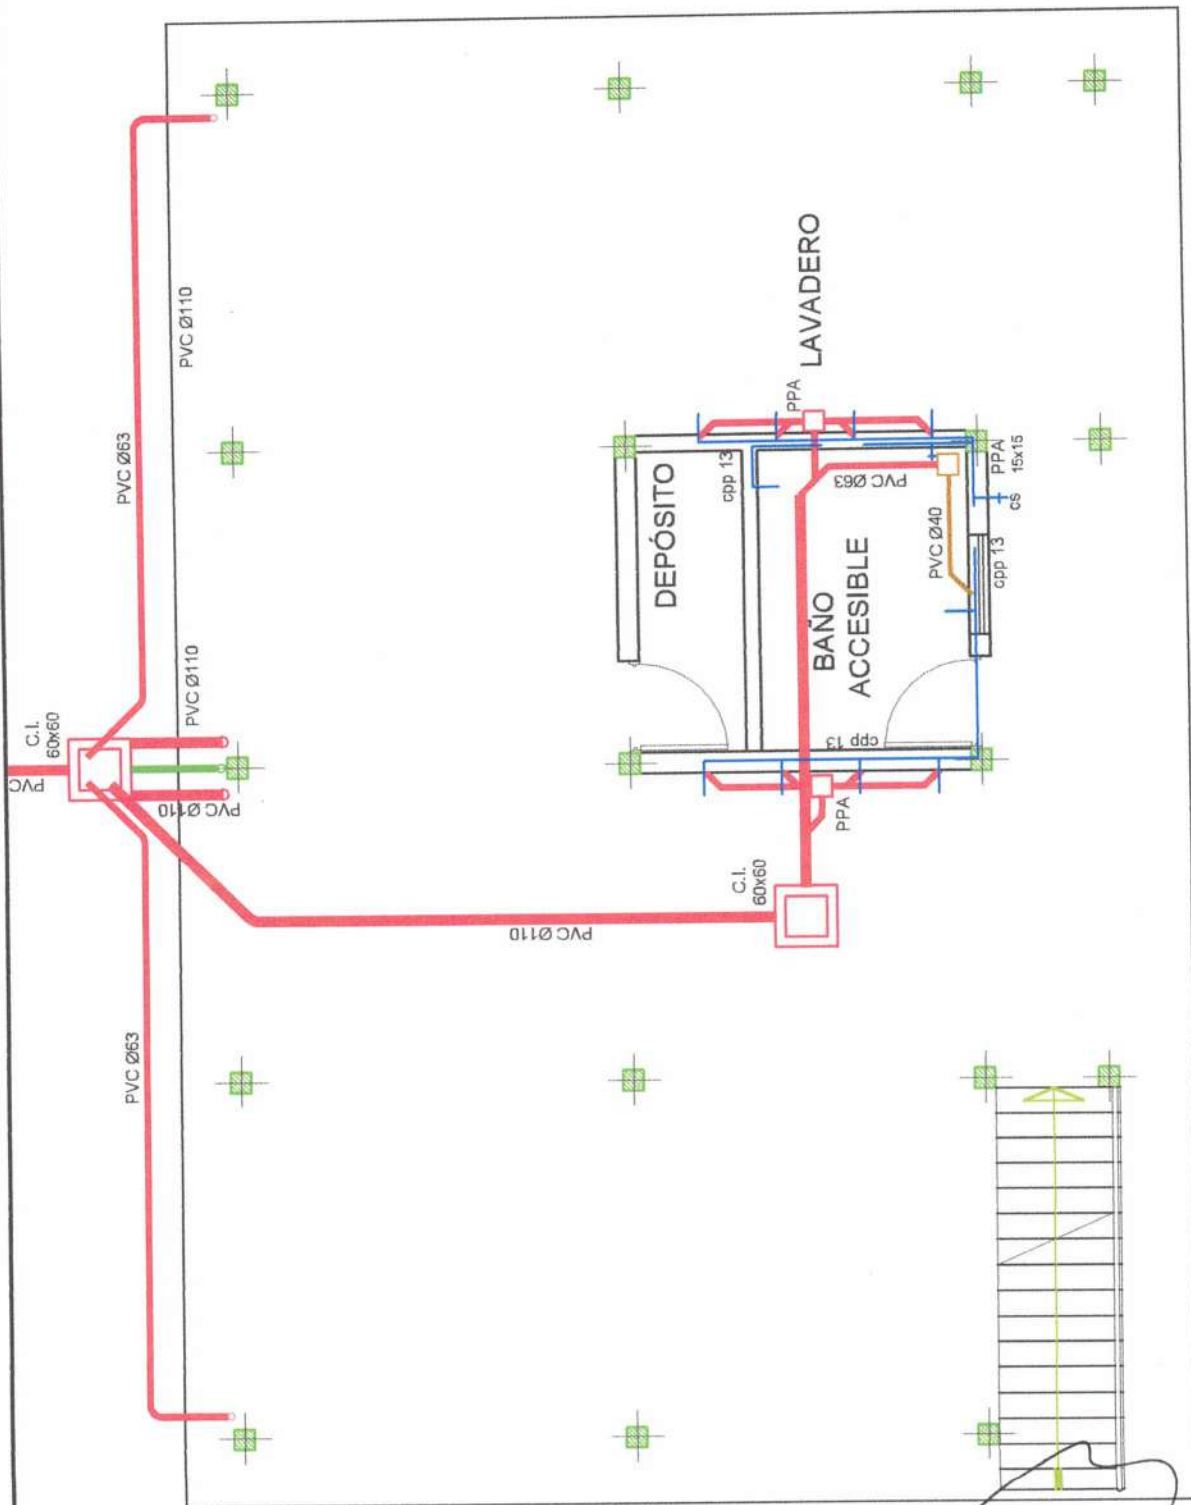 C.I.
60x60
PVC
PVC Ø110
PVC Ø110
PVC Ø63
PVC Ø110
PVC Ø63
PVC Ø110
C.I.
60x60
DEPÓSITO
BAÑO
ACCESIBLE
LAVADERO
PPA
cpp 13
PVC Ø63
PVC Ø40
PPA
15x15
cs
cpp 13
cpp 13
PPA